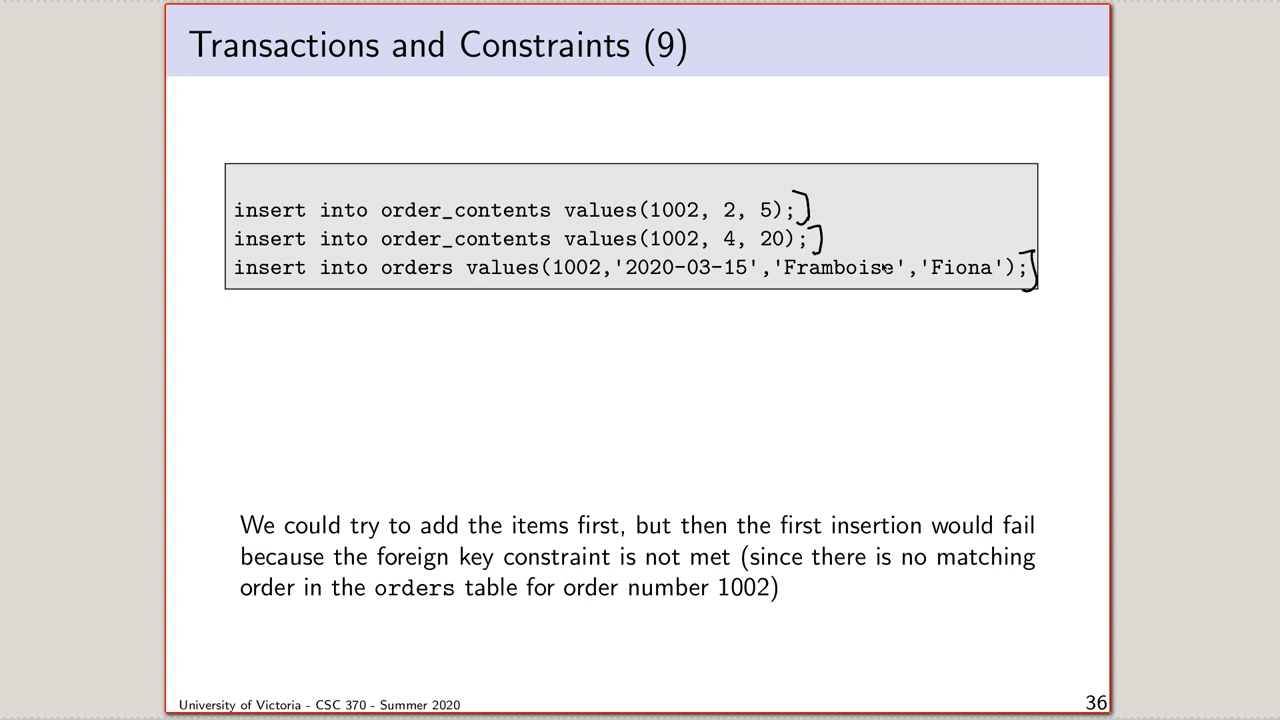 Transactions and Constraints (9)
insert into order_contents values(1002, 2, 5);
insert into order_contents values(1002, 4, 20);
insert into orders values(1002,'2020-03-15','Framboise','Fiona');
We could try to add the items first, but then the first insertion would fail
because the foreign key constraint is not met (since there is no matching
order in the orders table for order number 1002)
University of Victoria - CSC 370 - Summer 2020
36